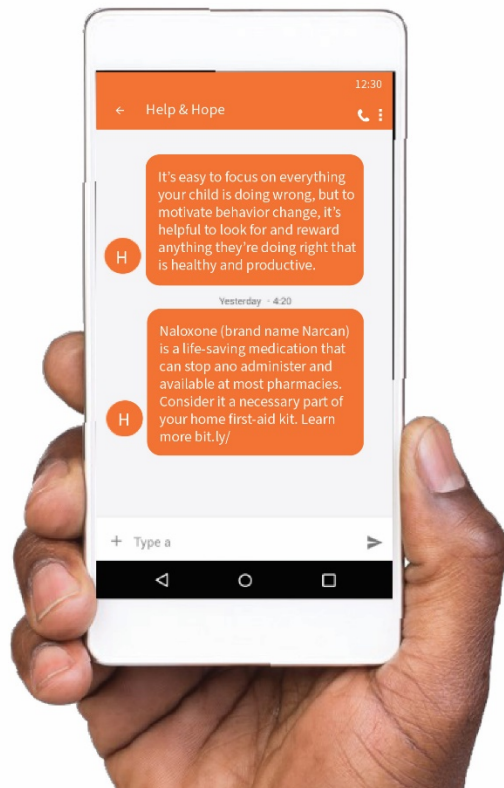 12:30
Help & Hope
It's easy to focus on everything
your child is doing wrong, but to
motivate behavior change, it's
helpful to look for and reward
anything they're doing right that
is healthy and productive.
H
Yesterday · 4:20
Naloxone (brand name Narcan)
is a life-saving medication that
can stop ano administer and
available at most pharmacies.
Consider it a necessary part of
your home first-aid kit. Learn
more bit.ly/
H
Type a